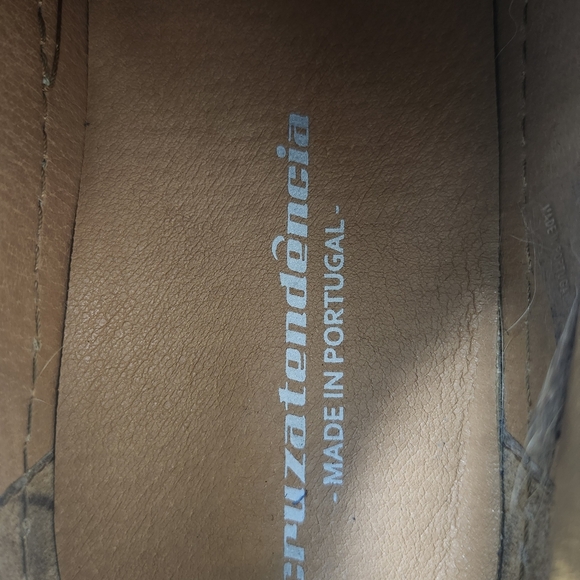 cruzatendência
- MADE IN PORTUGAL -